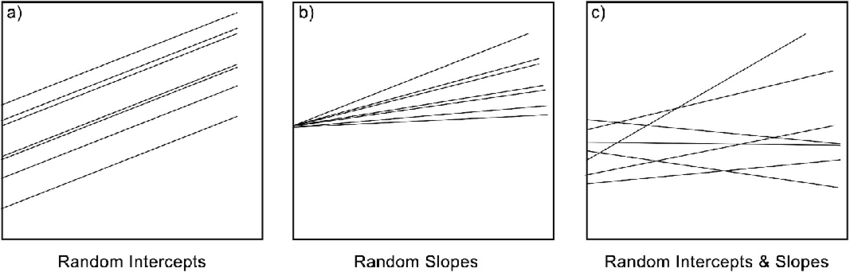 a)
b)
c)
Random Intercepts
Random Slopes
Random Intercepts & Slopes